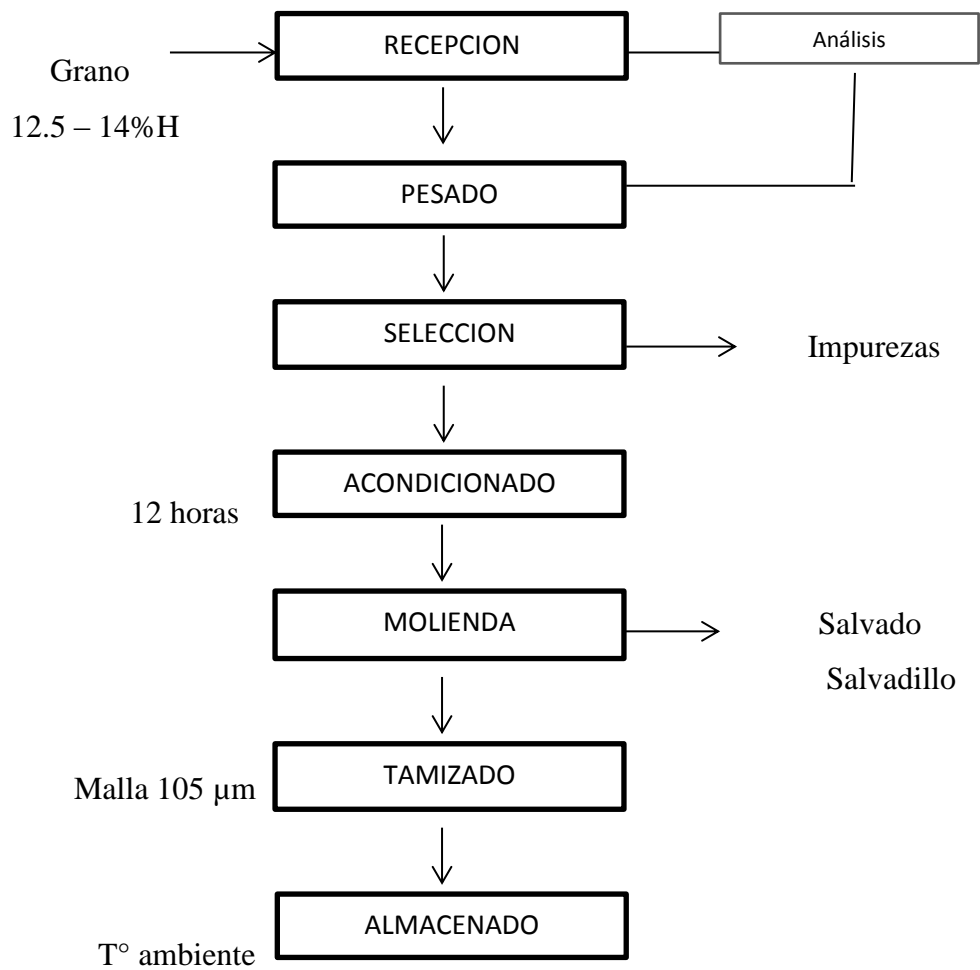 RECEPCION
Análisis
Grano
12.5 – 14%H
PESADO
SELECCION
Impurezas
ACONDICIONADO
12 horas
MOLIENDA
Salvado
Salvadillo
TAMIZADO
Malla 105 µm
ALMACENADO
T° ambiente